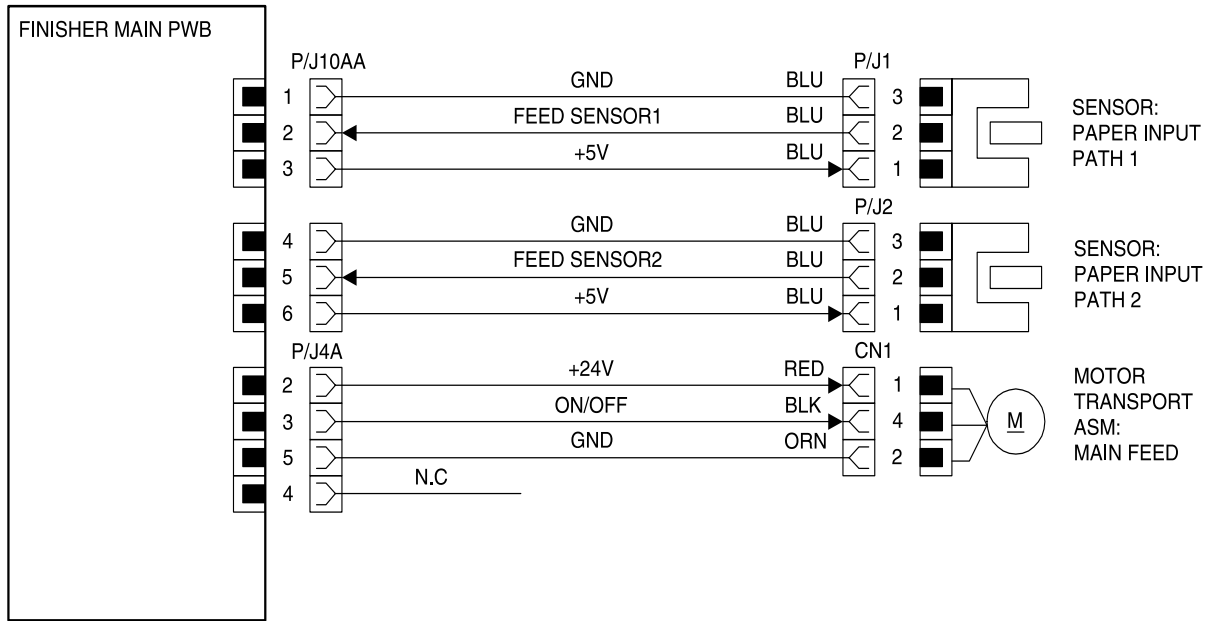 FINISHER MAIN PWB
P/J10AA
P/J1
1 GND BLU 3
2 FEED SENSOR1 BLU 2
3 +5V BLU 1
SENSOR:
PAPER INPUT
PATH 1
P/J2
4 GND BLU 3
5 FEED SENSOR2 BLU 2
6 +5V BLU 1
SENSOR:
PAPER INPUT
PATH 2
P/J4A
CN1
2 +24V RED 1
3 ON/OFF BLK 4
5 GND ORN 2
4 N.C
M
MOTOR
TRANSPORT
ASM:
MAIN FEED